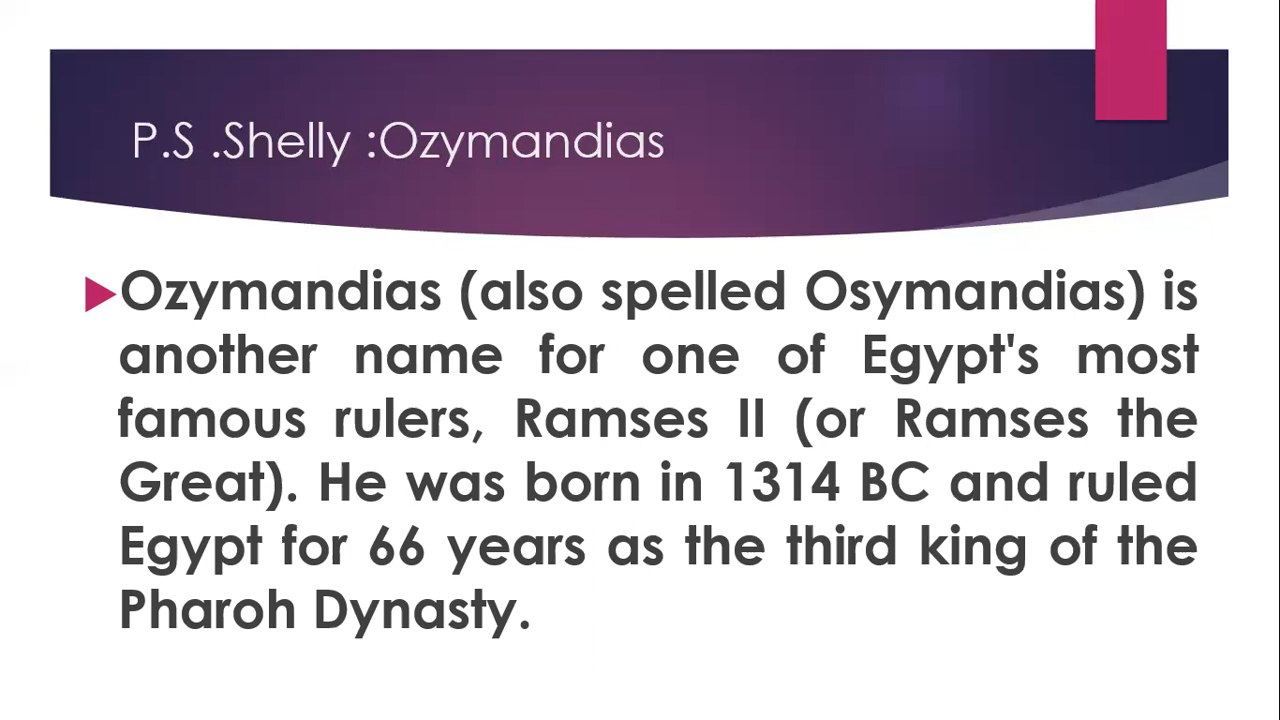 P.S .Shelly :Ozymandias
Ozymandias (also spelled Osymandias) is
another name for one of Egypt's most
famous rulers, Ramses II (or Ramses the
Great). He was born in 1314 BC and ruled
Egypt for 66 years as the third king of the
Pharoh Dynasty.